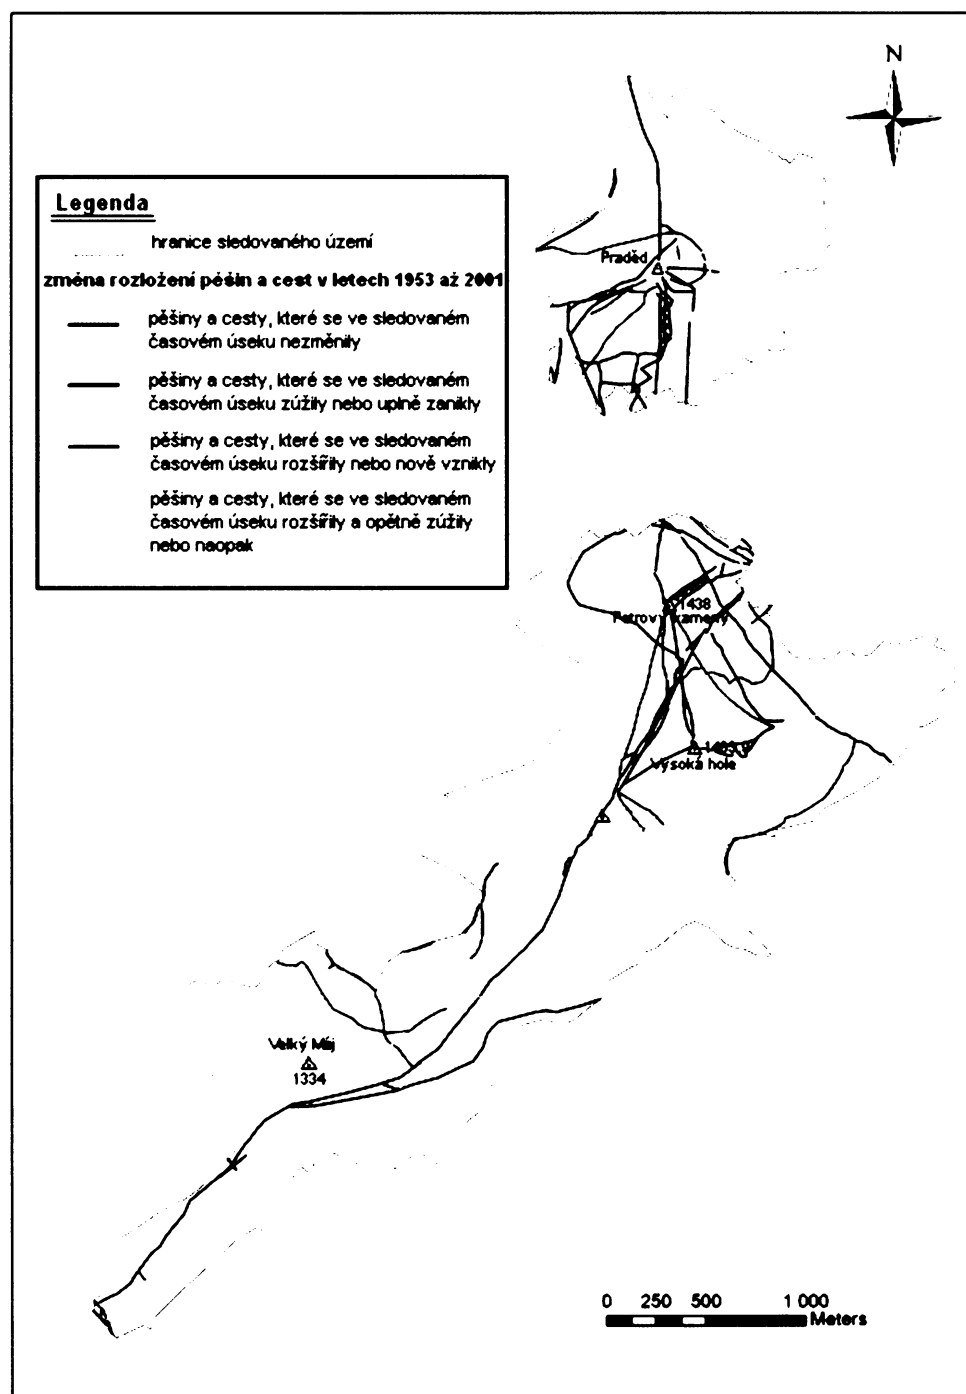 N
Legenda
hranice sledovaného území
změna rozložení pěšin a cest v letech 1953 až 2001
pěšiny a cesty, které se ve sledovaném
časovém úseku nezměnily
pěšiny a cesty, které se ve sledovaném
časovém úseku zúžily nebo uplně zanikly
pěšiny a cesty, které se ve sledovaném
časovém úseku rozšířily nebo nově vznikly
pěšiny a cesty, které se ve sledovaném
časovém úseku rozšířily a opětně zúžily
nebo naopak
Praděd
1438
Petrovy kameny
Vysoká hole
Velký Máj
1334
0 250 500 1 000
Meters